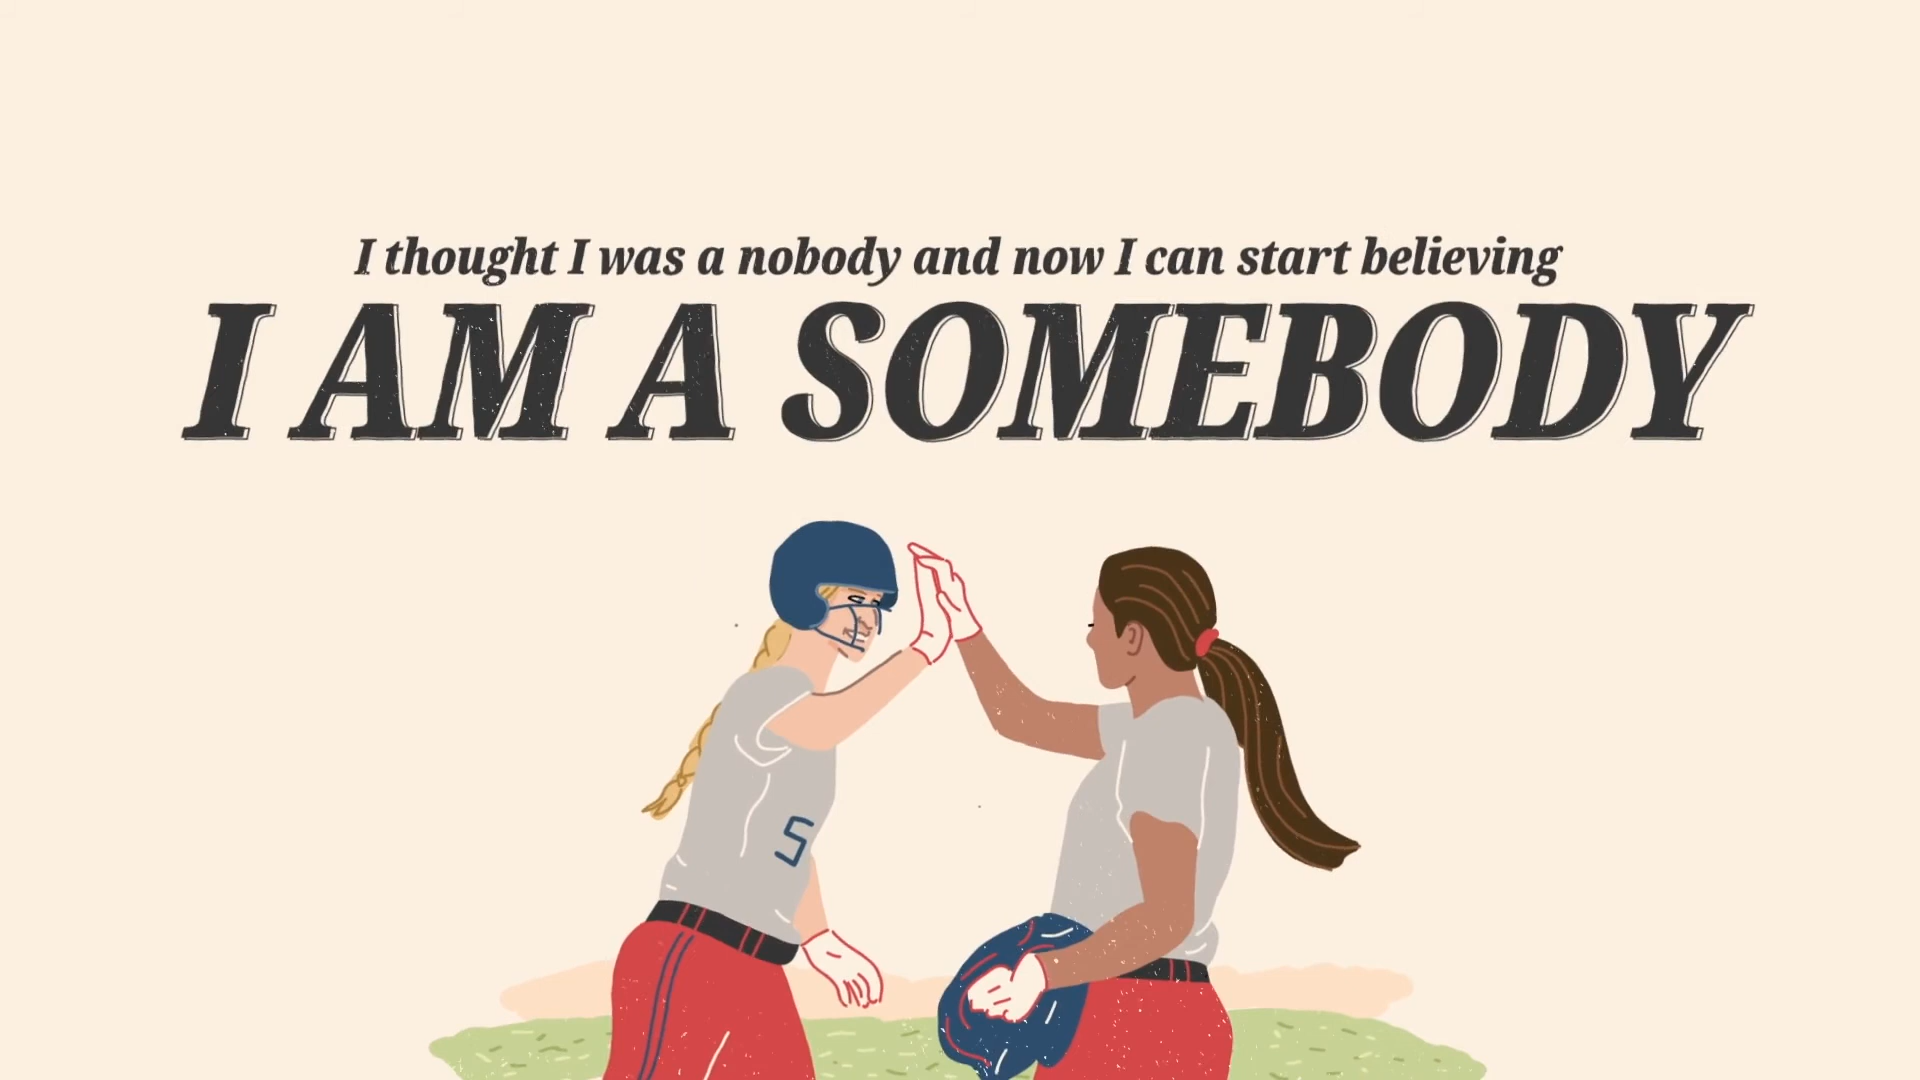 I thought I was a nobody and now I can start believing
I AM A SOMEBODY
5